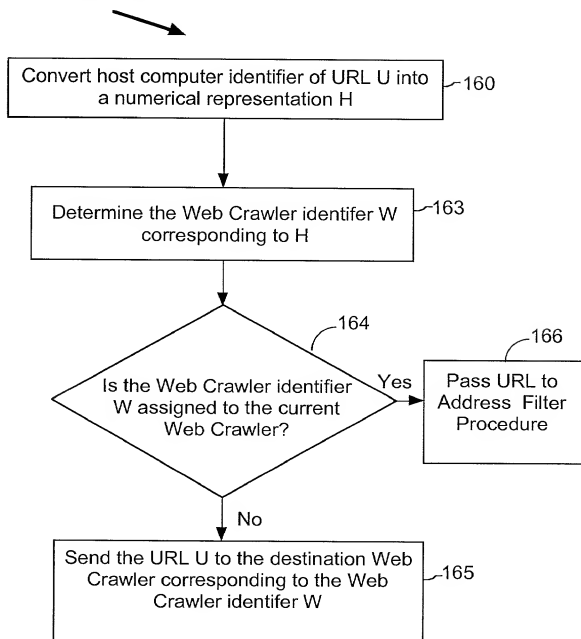 Convert host computer identifier of URL U into
a numerical representation H
160
Determine the Web Crawler identifer W
corresponding to H
163
164
Is the Web Crawler identifier
W assigned to the current
Web Crawler?
Yes
166
Pass URL to
Address Filter
Procedure
No
Send the URL U to the destination Web
Crawler corresponding to the Web
Crawler identifer W
165